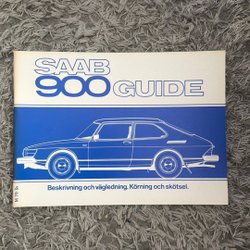 SAAB
900 GUIDE
Beskrivning och vägledning. Körning och skötsel.